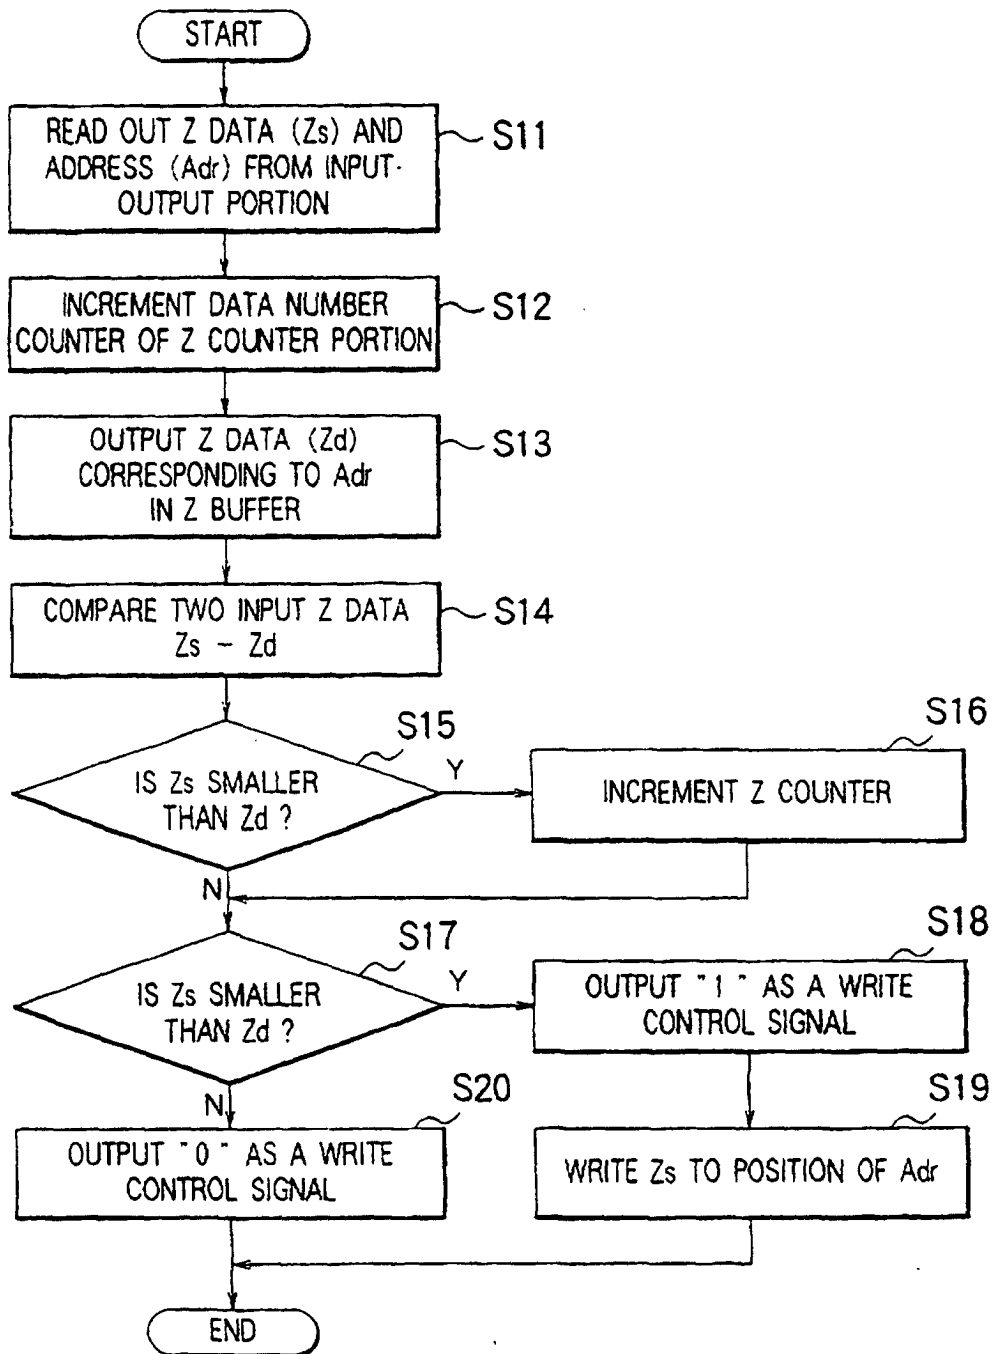 START
READ OUT Z DATA (Zs) AND
ADDRESS (Adr) FROM INPUT-
OUTPUT PORTION
S11
INCREMENT DATA NUMBER
COUNTER OF Z COUNTER PORTION
S12
OUTPUT Z DATA (Zd)
CORRESPONDING TO Adr
IN Z BUFFER
S13
COMPARE TWO INPUT Z DATA
Zs - Zd
S14
S15
IS Zs SMALLER
THAN Zd ?
Y
N
S16
INCREMENT Z COUNTER
S17
IS Zs SMALLER
THAN Zd ?
Y
N
S18
OUTPUT "1" AS A WRITE
CONTROL SIGNAL
S19
WRITE Zs TO POSITION OF Adr
S20
OUTPUT "0" AS A WRITE
CONTROL SIGNAL
END